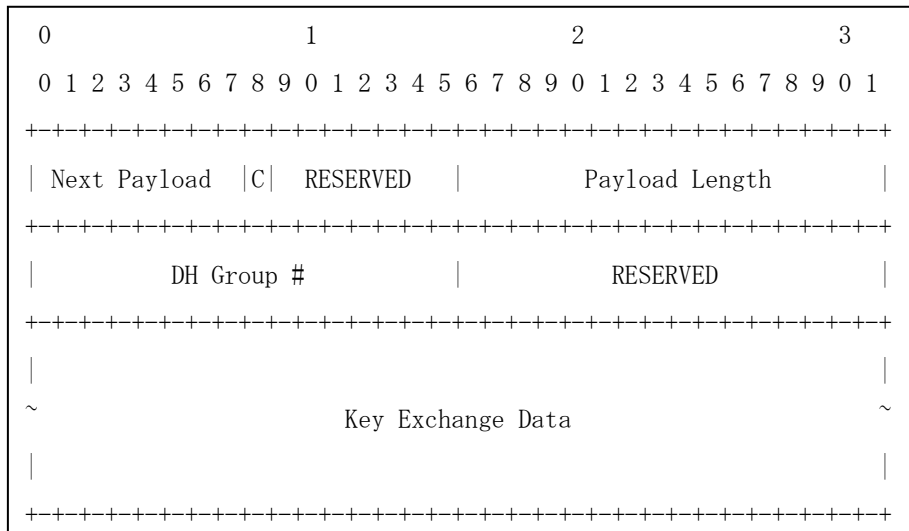 0                   1                   2                   3
0 1 2 3 4 5 6 7 8 9 0 1 2 3 4 5 6 7 8 9 0 1 2 3 4 5 6 7 8 9 0 1
+-+-+-+-+-+-+-+-+-+-+-+-+-+-+-+-+-+-+-+-+-+-+-+-+-+-+-+-+-+-+-+-+
| Next Payload  |C|  RESERVED   |         Payload Length        |
+-+-+-+-+-+-+-+-+-+-+-+-+-+-+-+-+-+-+-+-+-+-+-+-+-+-+-+-+-+-+-+-+
|          DH Group #           |           RESERVED            |
+-+-+-+-+-+-+-+-+-+-+-+-+-+-+-+-+-+-+-+-+-+-+-+-+-+-+-+-+-+-+-+-+
|                                                               |
~                       Key Exchange Data                       ~
|                                                               |
+-+-+-+-+-+-+-+-+-+-+-+-+-+-+-+-+-+-+-+-+-+-+-+-+-+-+-+-+-+-+-+-+